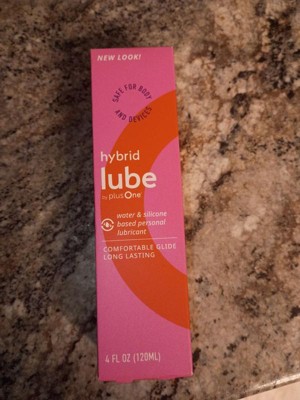 NEW LOOK!
SAFE FOR BODY
AND DEVICES
hybrid
lube
by plusOne
water & silicone
based personal
lubricant
COMFORTABLE GLIDE
LONG LASTING
4 FL OZ (120ML)